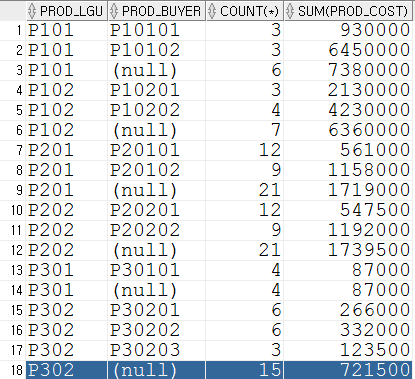 PROD_LGU PROD_BUYER COUNT(*) SUM(PROD_COST)
1 P101 P10101 3 930000
2 P101 P10102 3 6450000
3 P101 (null) 6 7380000
4 P102 P10201 3 2130000
5 P102 P10202 4 4230000
6 P102 (null) 7 6360000
7 P201 P20101 12 561000
8 P201 P20102 9 1158000
9 P201 (null) 21 1719000
10 P202 P20201 12 547500
11 P202 P20202 9 1192000
12 P202 (null) 21 1739500
13 P301 P30101 4 87000
14 P301 (null) 4 87000
15 P302 P30201 6 266000
16 P302 P30202 6 332000
17 P302 P30203 3 123500
18 P302 (null) 15 721500